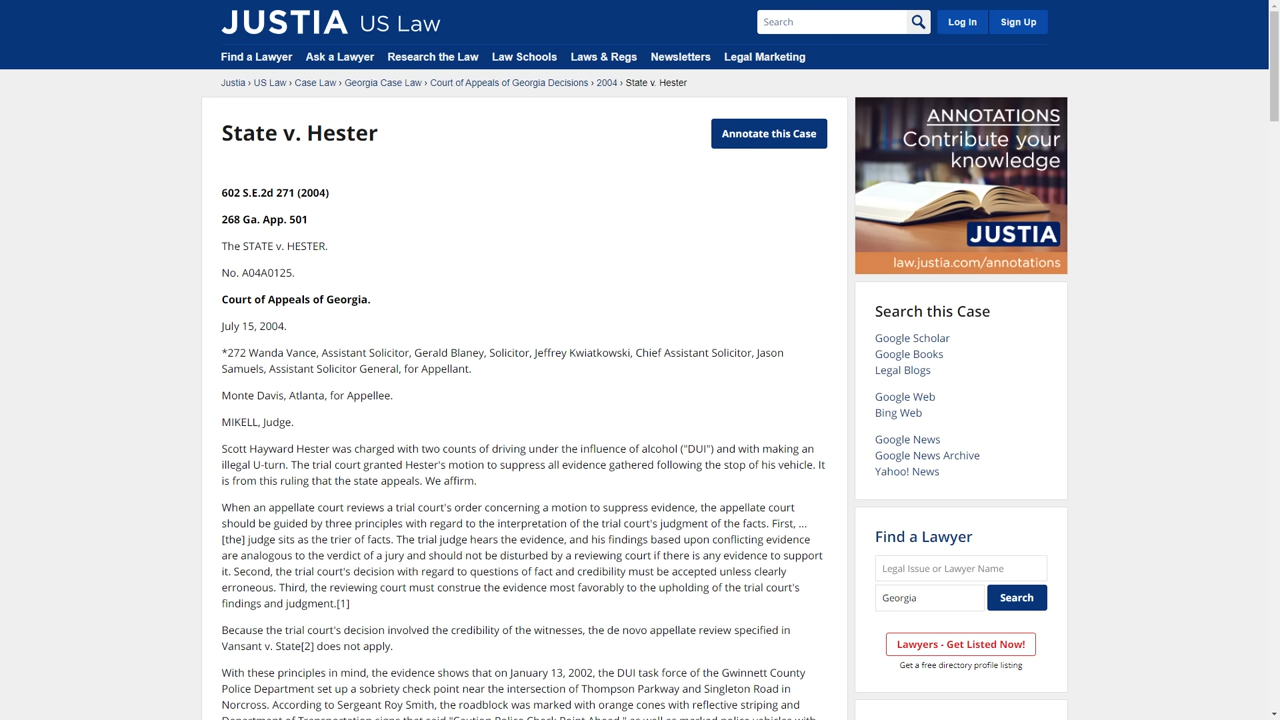 JUSTIA US Law
Search
Log In
Sign Up
Find a Lawyer Ask a Lawyer Research the Law Law Schools Laws & Regs Newsletters Legal Marketing
Justia › US Law › Case Law › Georgia Case Law › Court of Appeals of Georgia Decisions › 2004 › State v. Hester
State v. Hester
Annotate this Case
602 S.E.2d 271 (2004)
268 Ga. App. 501
The STATE v. HESTER.
No. A04A0125.
Court of Appeals of Georgia.
July 15, 2004.
*272 Wanda Vance, Assistant Solicitor, Gerald Blaney, Solicitor, Jeffrey Kwiatkowski, Chief Assistant Solicitor, Jason
Samuels, Assistant Solicitor General, for Appellant.
Monte Davis, Atlanta, for Appellee.
MIKELL, Judge.
Scott Hayward Hester was charged with two counts of driving under the influence of alcohol ("DUI") and with making an
illegal U-turn. The trial court granted Hester's motion to suppress all evidence gathered following the stop of his vehicle. It
is from this ruling that the state appeals. We affirm.
When an appellate court reviews a trial court's order concerning a motion to suppress evidence, the appellate court
should be guided by three principles with regard to the interpretation of the trial court's judgment of the facts. First, ...
[the] judge sits as the trier of facts. The trial judge hears the evidence, and his findings based upon conflicting evidence
are analogous to the verdict of a jury and should not be disturbed by a reviewing court if there is any evidence to support
it. Second, the trial court's decision with regard to questions of fact and credibility must be accepted unless clearly
erroneous. Third, the reviewing court must construe the evidence most favorably to the upholding of the trial court's
findings and judgment.[1]
Because the trial court's decision involved the credibility of the witnesses, the de novo appellate review specified in
Vansant v. State[2] does not apply.
With these principles in mind, the evidence shows that on January 13, 2002, the DUI task force of the Gwinnett County
Police Department set up a sobriety check point near the intersection of Thompson Parkway and Singleton Road in
Norcross. According to Sergeant Roy Smith, the roadblock was marked with orange cones with reflective striping and
Department of Transportation signs that said "Caution Police Check Point Ahead," as well as marked police vehicles with
ANNOTATIONS
Contribute your
knowledge
JUSTIA
law.justia.com/annotations
Search this Case
Google Scholar
Google Books
Legal Blogs
Google Web
Bing Web
Google News
Google News Archive
Yahoo! News
Find a Lawyer
Legal Issue or Lawyer Name
Georgia
Search
Lawyers - Get Listed Now!
Get a free directory profile listing